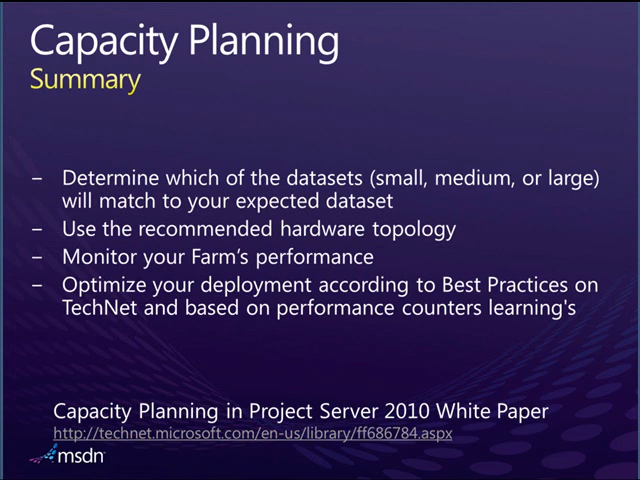 Capacity Planning
Summary
– Determine which of the datasets (small, medium, or large)
will match to your expected dataset
– Use the recommended hardware topology
– Monitor your Farm's performance
– Optimize your deployment according to Best Practices on
TechNet and based on performance counters learning's
Capacity Planning in Project Server 2010 White Paper
http://technet.microsoft.com/en-us/library/ff686784.aspx
msdn